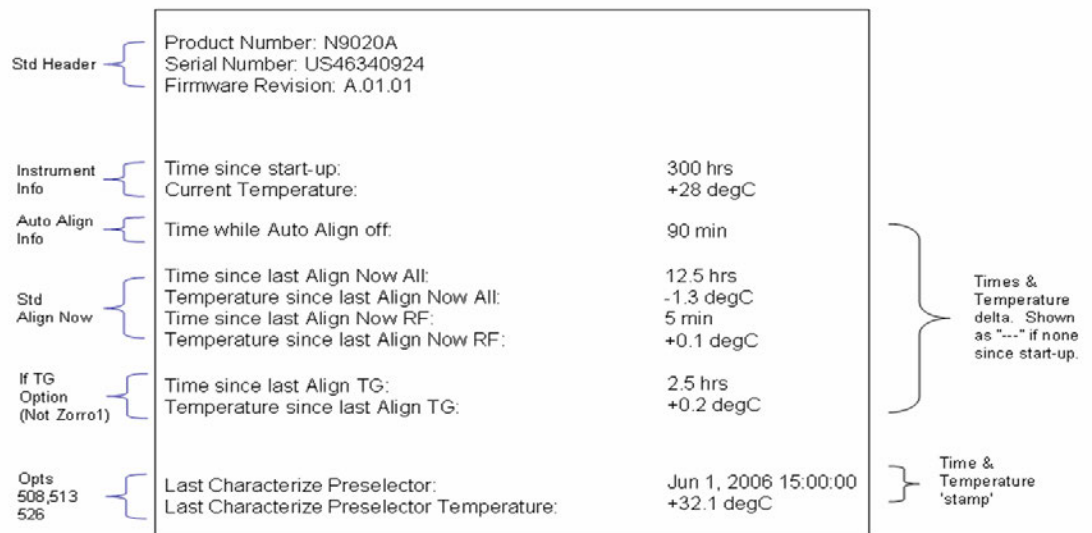 Std Header
Product Number: N9020A
Serial Number: US46340924
Firmware Revision: A.01.01
Instrument
Info
Time since start-up: 300 hrs
Current Temperature: +28 degC
Auto Align
Info
Time while Auto Align off: 90 min
Std
Align Now
Time since last Align Now All: 12.5 hrs
Temperature since last Align Now All: -1.3 degC
Time since last Align Now RF: 5 min
Temperature since last Align Now RF: +0.1 degC
Times &
Temperature
delta. Shown
as "---" if none
since start-up.
If TG
Option
(Not Zorro1)
Time since last Align TG: 2.5 hrs
Temperature since last Align TG: +0.2 degC
Opts
508,513
526
Last Characterize Preselector: Jun 1, 2006 15:00:00
Last Characterize Preselector Temperature: +32.1 degC
Time &
Temperature
'stamp'